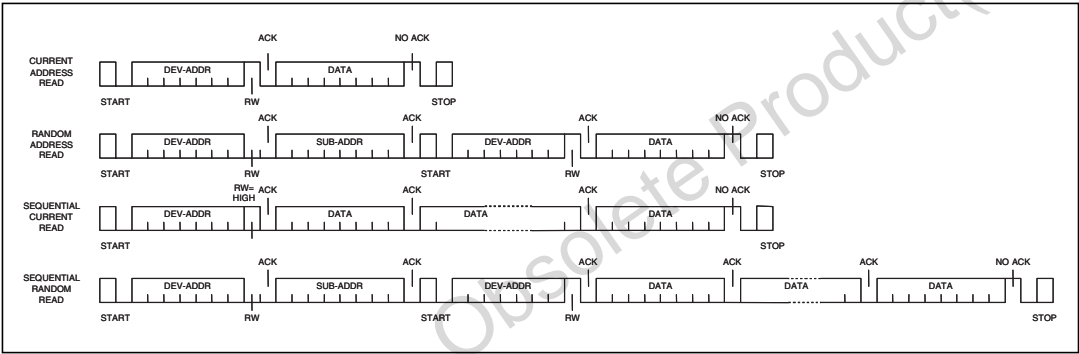 ACK NO ACK
CURRENT ADDRESS READ
DEV-ADDR DATA
START RW STOP
ACK ACK ACK NO ACK
RANDOM ADDRESS READ
DEV-ADDR SUB-ADDR DEV-ADDR DATA
START RW START RW STOP
RW= HIGH
ACK ACK ACK NO ACK
SEQUENTIAL CURRENT READ
DEV-ADDR DATA DATA DATA
START STOP
ACK ACK ACK ACK ACK NO ACK
SEQUENTIAL RANDOM READ
DEV-ADDR SUB-ADDR DEV-ADDR DATA DATA DATA
START RW START RW STOP
Obsolete Product(